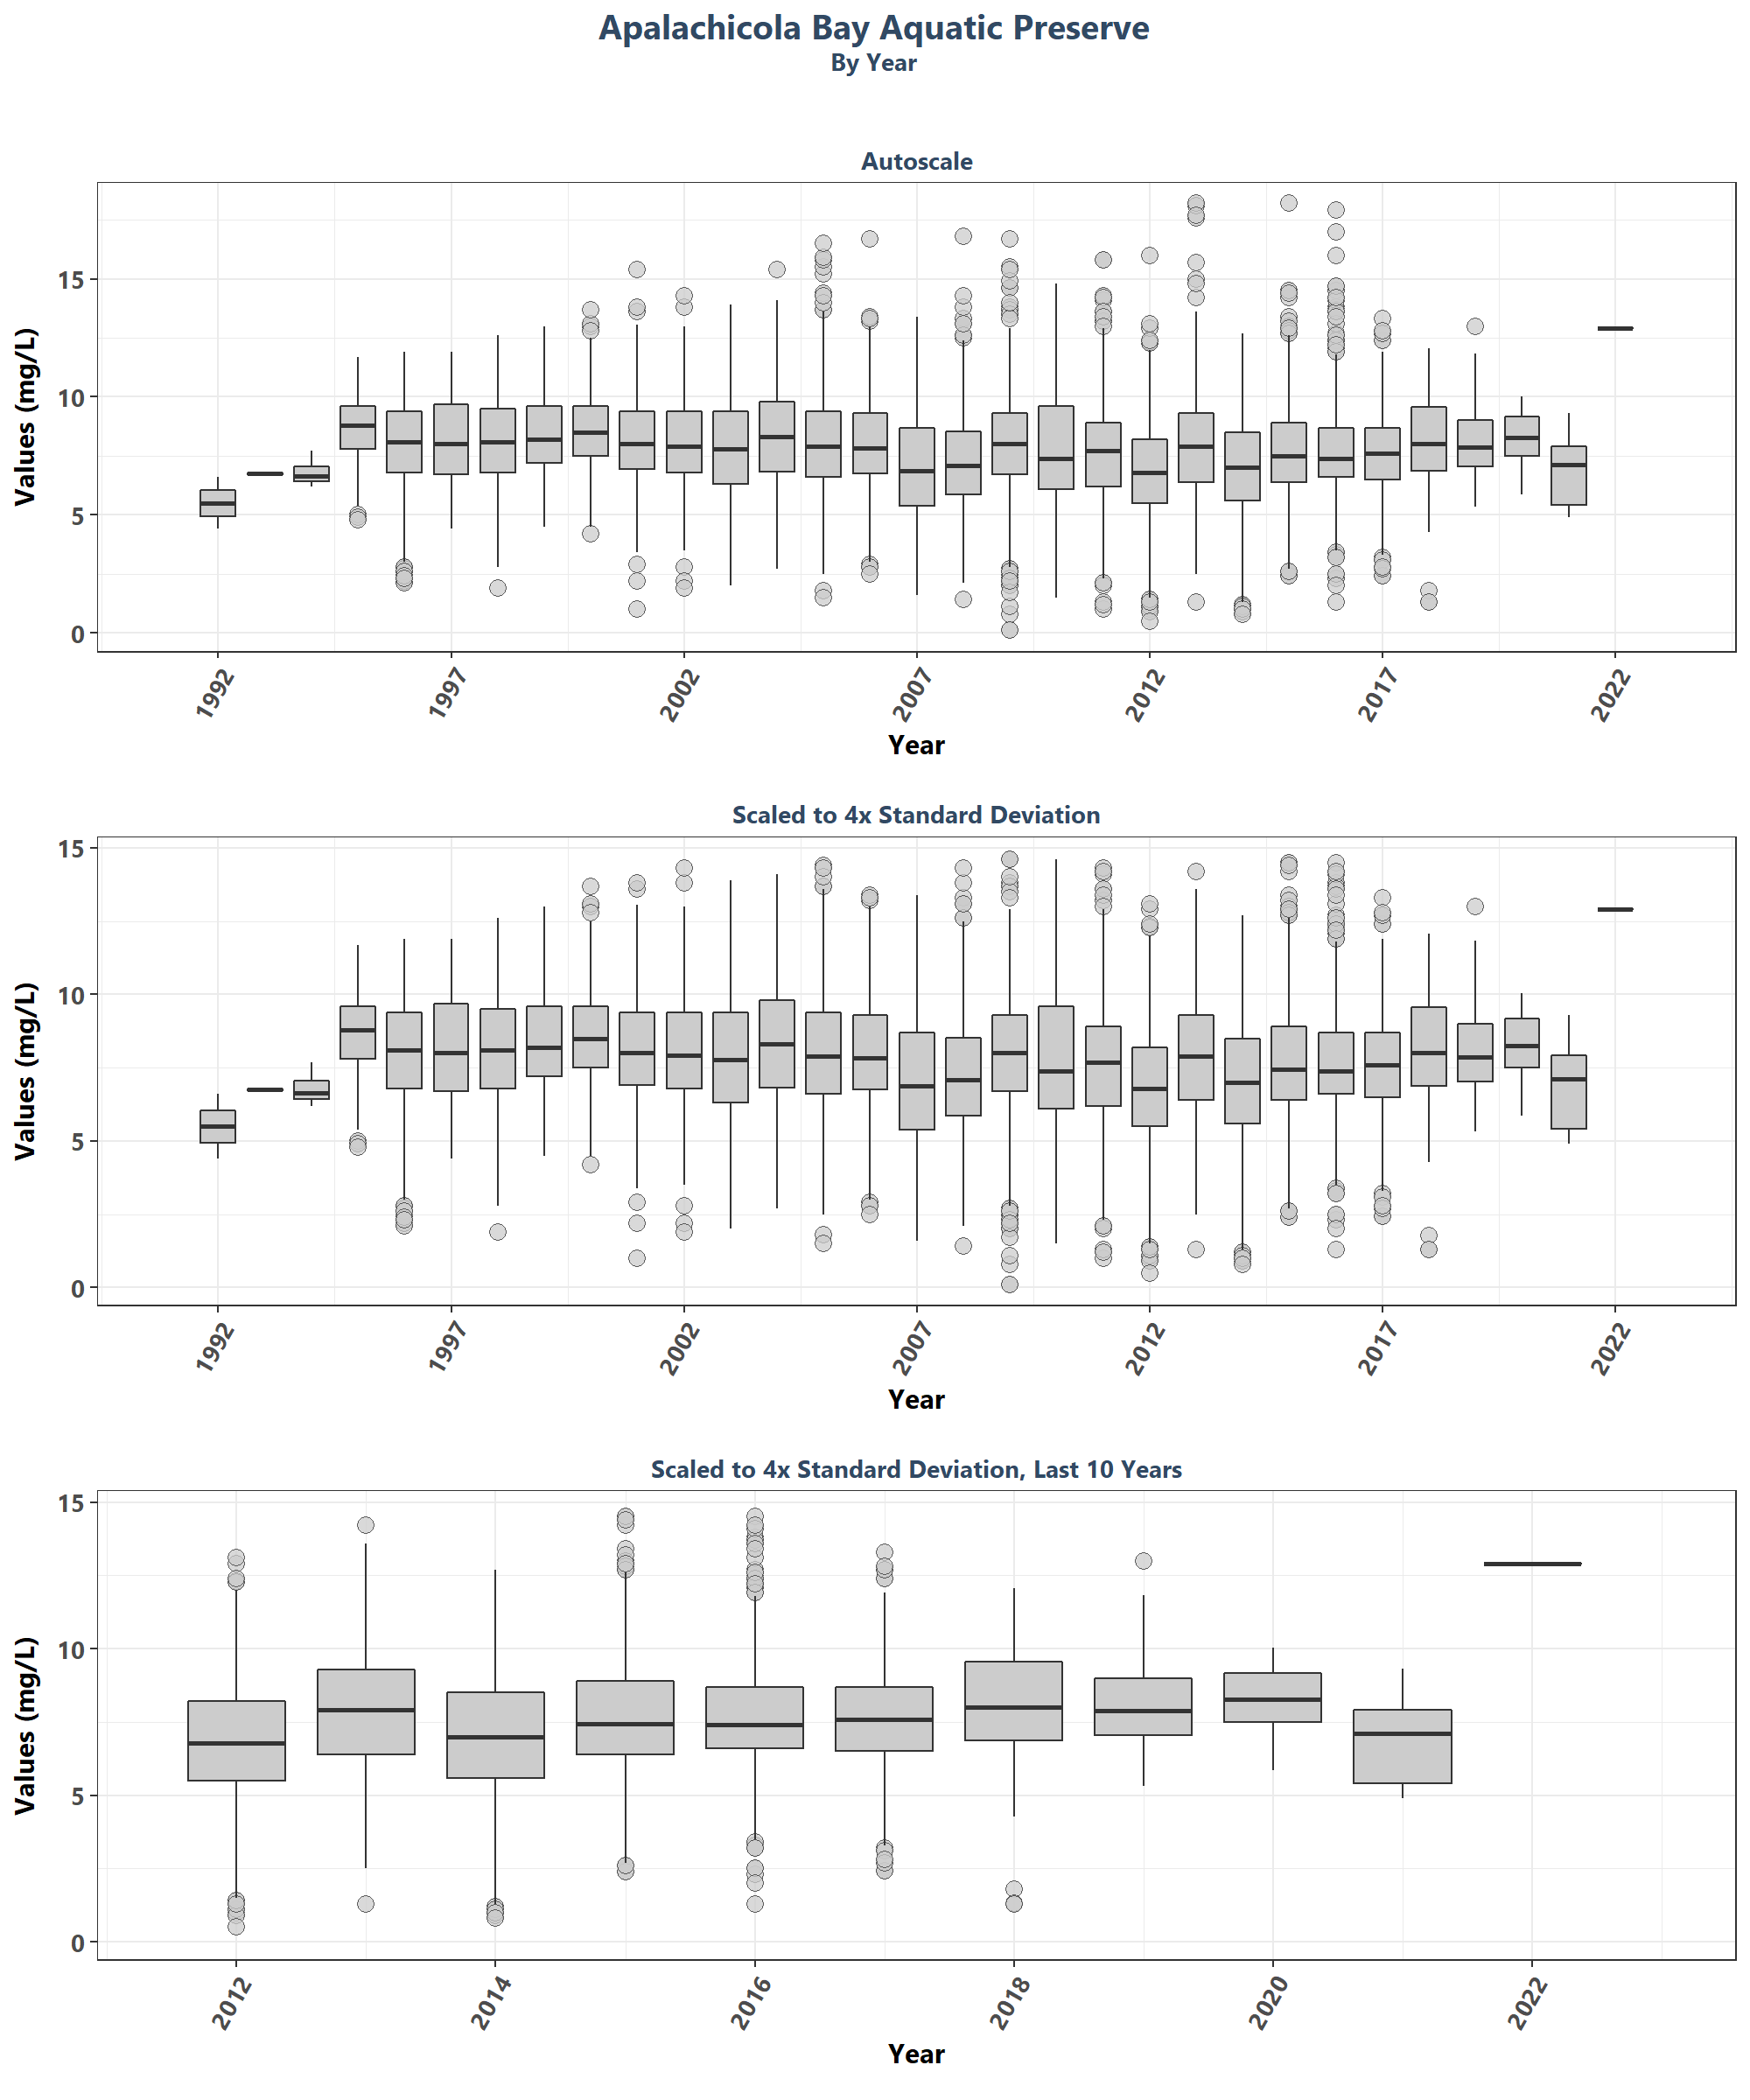 Apalachicola Bay Aquatic Preserve
By Year
Autoscale
Values (mg/L)
15
10
5
0
1992 1997 2002 2007 2012 2017 2022
Year
Scaled to 4x Standard Deviation
Values (mg/L)
15
10
5
0
1992 1997 2002 2007 2012 2017 2022
Year
Scaled to 4x Standard Deviation, Last 10 Years
Values (mg/L)
15
10
5
0
2012 2014 2016 2018 2020 2022
Year